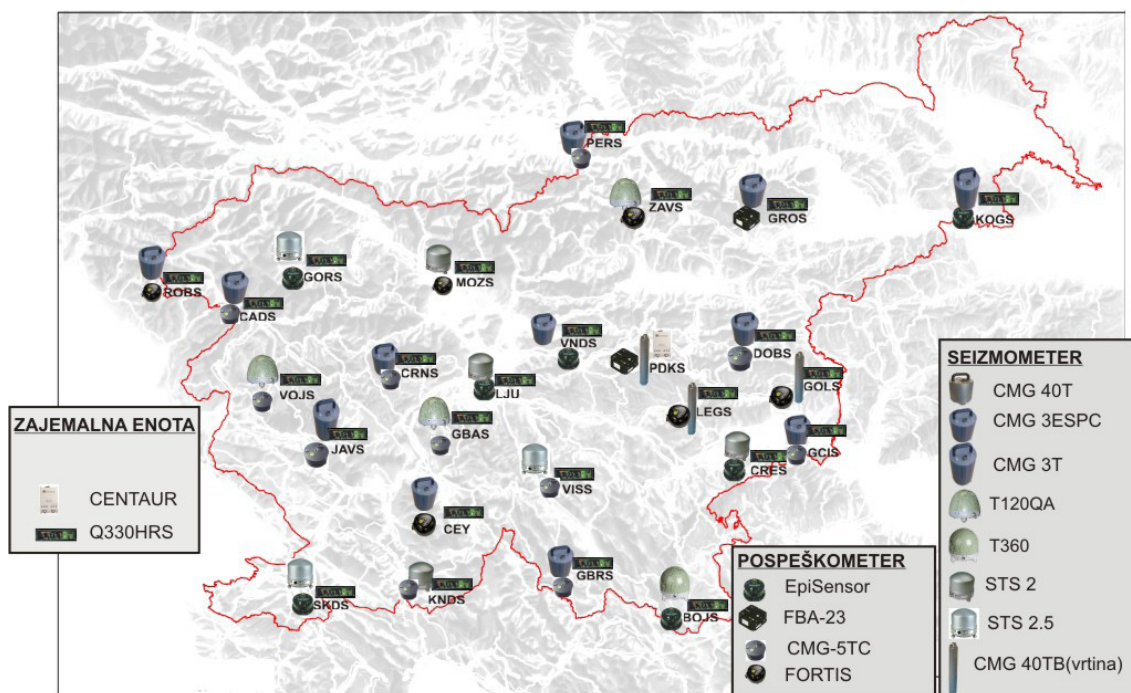 PERS
ZAVS
GROS
KOGS
GORS
MOZS
ROBS
CADS
VNDS
DOBS
PDKS
CRNS
VOJS
LJU
GOLS
LEGS
GBAS
JAVS
GCIS
CRES
VISS
CEY
GBRS
KNDS
SKDS
BOJS
ZAJEMALNA ENOTA
CENTAUR
Q330HRS
POSPEŠKOMETER
EpiSensor
FBA-23
CMG-5TC
FORTIS
SEIZMOMETER
CMG 40T
CMG 3ESPC
CMG 3T
T120QA
T360
STS 2
STS 2.5
CMG 40TB(vrtina)